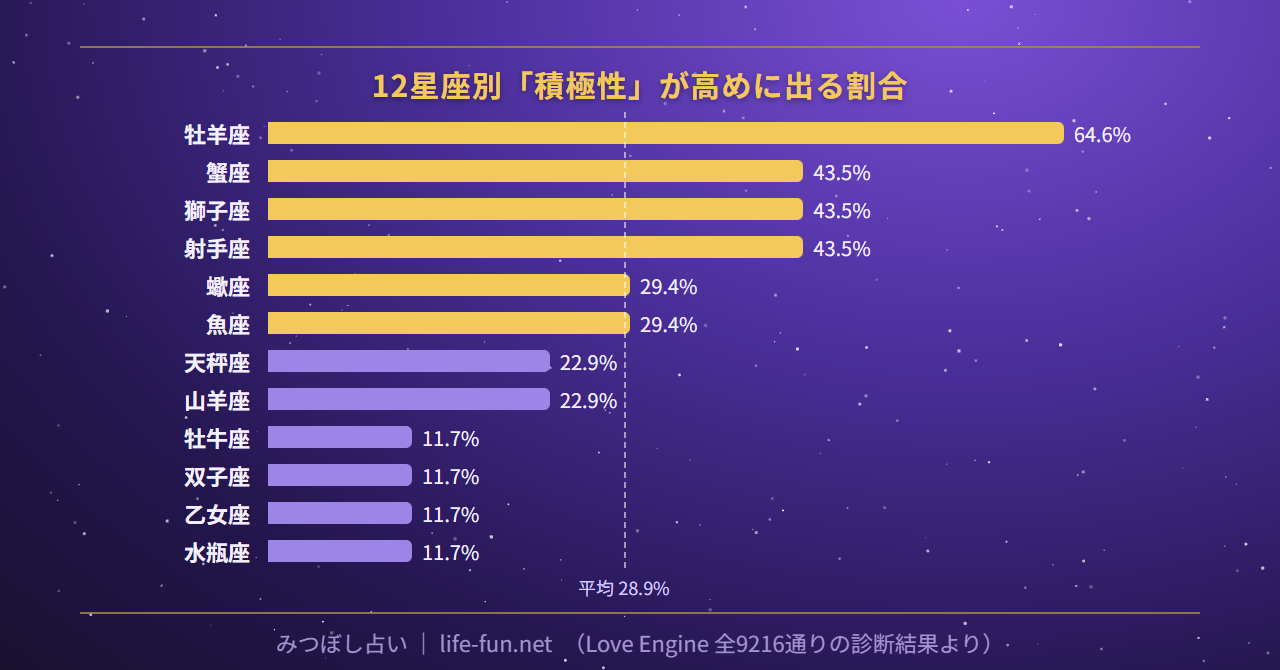 12星座別「積極性」が高めに出る割合
牡羊座 64.6%
蟹座 43.5%
獅子座 43.5%
射手座 43.5%
蠍座 29.4%
魚座 29.4%
天秤座 22.9%
山羊座 22.9%
牡牛座 11.7%
双子座 11.7%
乙女座 11.7%
水瓶座 11.7%
平均 28.9%
みつぼし占い ｜ life-fun.net （Love Engine 全9216通りの診断結果より）